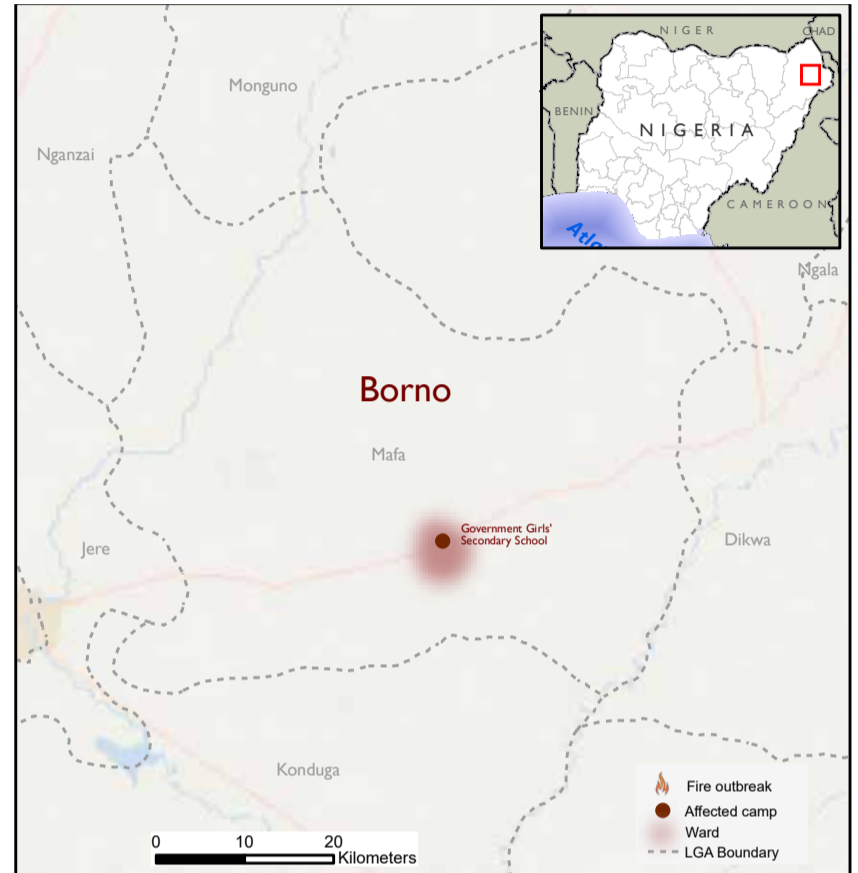 NIGER
CHAD
BENIN
NIGERIA
CAMEROON
Atla
Monguno
Nganzai
Ngala
Borno
Mafa
Government Girls'
Secondary School
Jere
Dikwa
Konduga
Fire outbreak
Affected camp
Ward
LGA Boundary
0 10 20
Kilometers